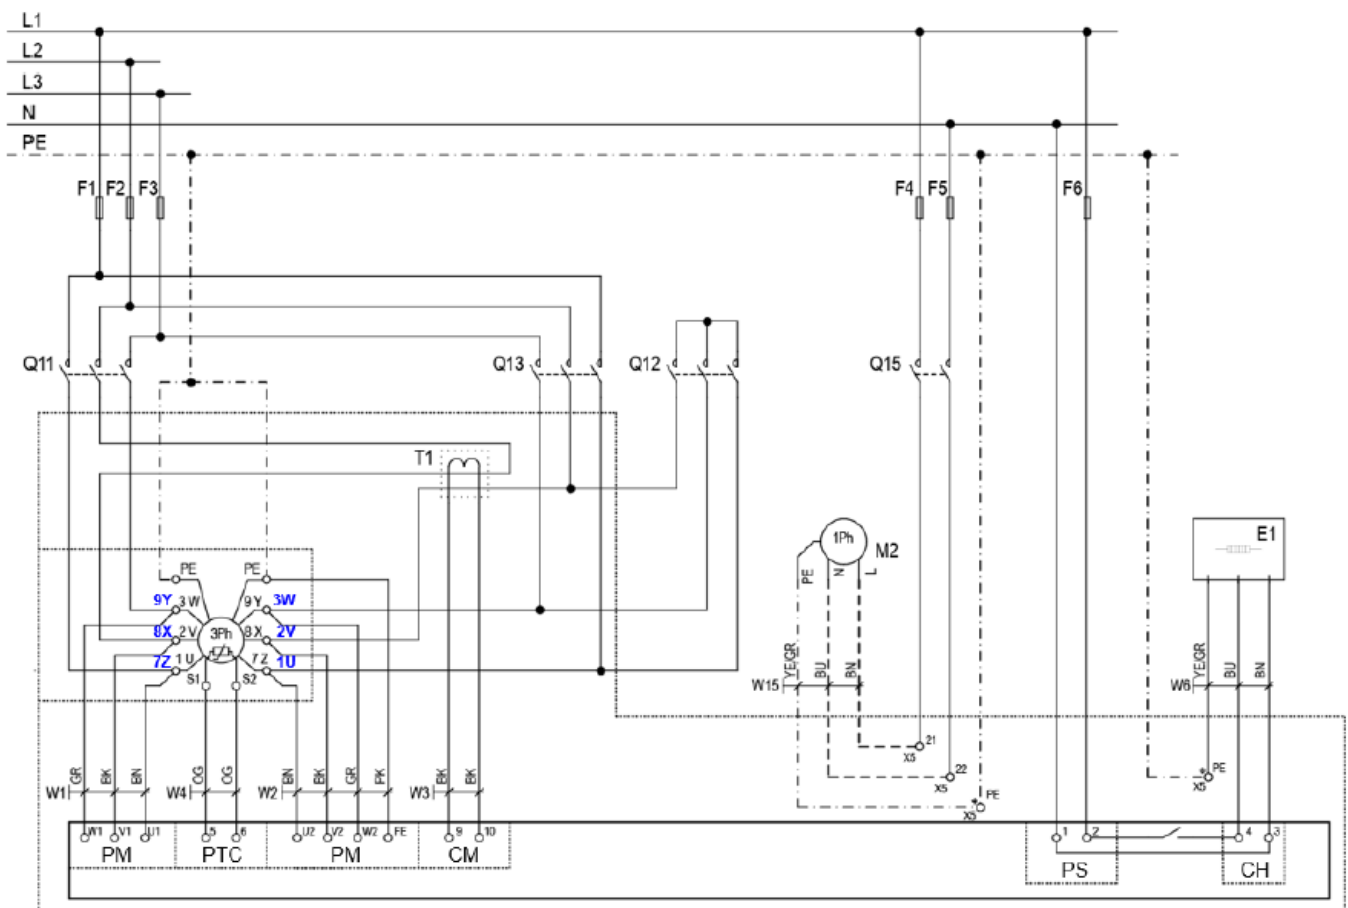 L1
L2
L3
N
PE
F1 F2 F3 F4 F5 F6
Q11 Q13 Q12 Q15
T1
1Ph M2 E1
PE N L
PE PE
9Y 3 W 9 Y 3W
8X 2 V 3Ph 8 X 2V
7Z 1 U 7 Z 1U
S1 S2
W15 YE/GR BU BN
W6 YE/GR BU BN
21
X5
22
X5
PE
X5
PE
X5
W1 GR BK BN W4 OG OG W2 BN BK GR PK W3 BK BK
W1 V1 U1 5 6 U2 V2 W2 FE 9 10 1 2 4 3
PM PTC PM CM PS CH